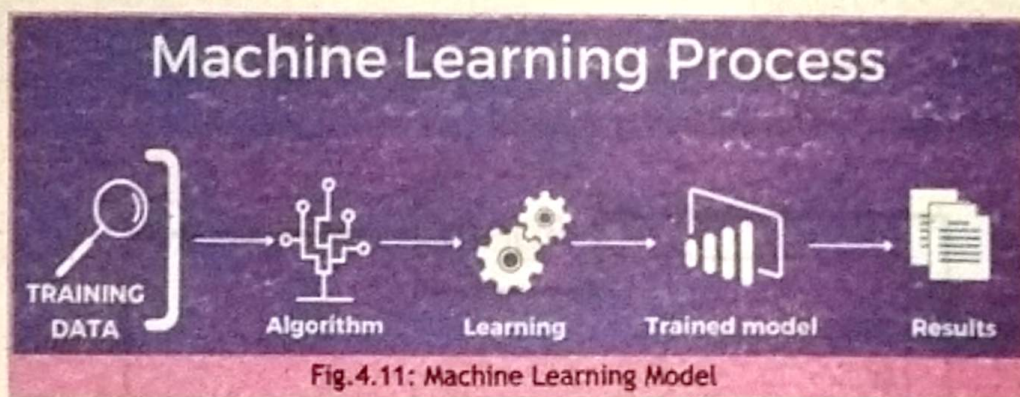 Machine Learning Process
TRAINING
DATA
Algorithm
Learning
Trained model
Results
Fig.4.11: Machine Learning Model